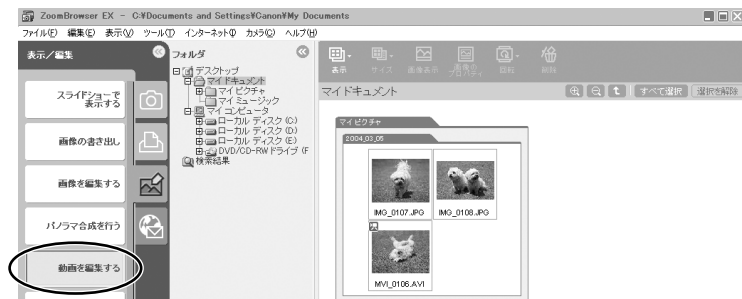 ZoomBrowser EX - C:¥Documents and Settings¥Canon¥My Documents
ファイル(F) 編集(E) 表示(V) ツール(T) インターネット(I) カメラ(C) ヘルプ(H)
表示／編集
スライドショーで
表示する
画像の書き出し
画像を編集する
パノラマ合成を行う
動画を編集する
フォルダ
デスクトップ
マイドキュメント
マイピクチャ
マイミュージック
マイコンピュータ
ローカル ディスク (C)
ローカル ディスク (D)
ローカル ディスク (E)
DVD/CD-RW ドライブ (F
検索結果
表示 サイズ 画像表示 画像の
プロパティ 回転 削除
マイドキュメント すべて選択 選択を解除
マイピクチャ
2004_03_05
IMG_0107.JPG IMG_0108.JPG
MVI_0106.AVI